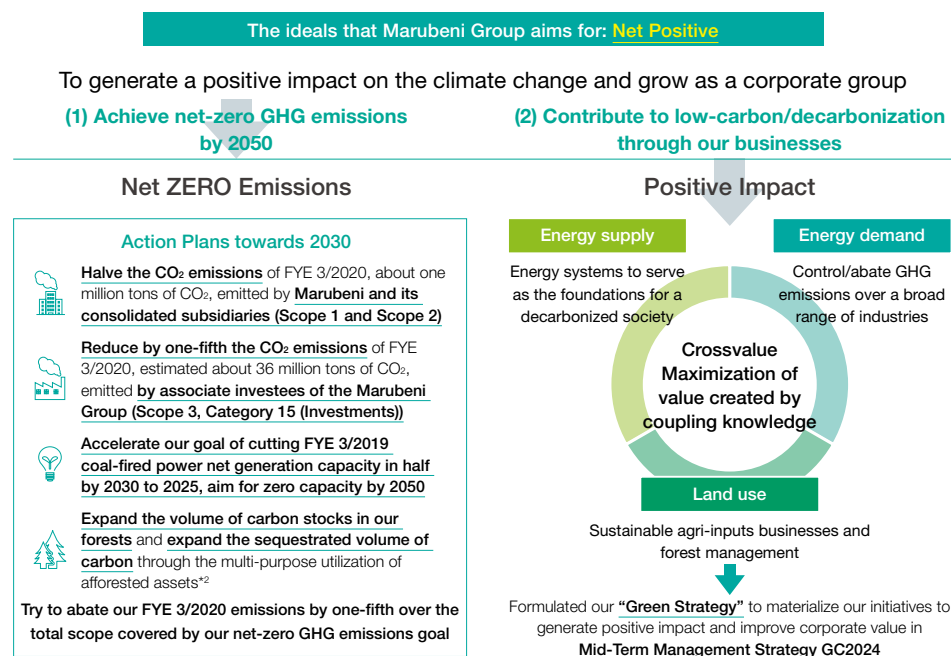 The ideals that Marubeni Group aims for: Net Positive
To generate a positive impact on the climate change and grow as a corporate group
(1) Achieve net-zero GHG emissions
by 2050
Net ZERO Emissions
Action Plans towards 2030
Halve the CO₂ emissions of FYE 3/2020, about one
million tons of CO₂, emitted by Marubeni and its
consolidated subsidiaries (Scope 1 and Scope 2)
Reduce by one-fifth the CO₂ emissions of FYE
3/2020, estimated about 36 million tons of CO₂,
emitted by associate investees of the Marubeni
Group (Scope 3, Category 15 (Investments))
Accelerate our goal of cutting FYE 3/2019
coal-fired power net generation capacity in half
by 2030 to 2025, aim for zero capacity by 2050
Expand the volume of carbon stocks in our
forests and expand the sequestrated volume of
carbon through the multi-purpose utilization of
afforested assets*2
Try to abate our FYE 3/2020 emissions by one-fifth over the
total scope covered by our net-zero GHG emissions goal
(2) Contribute to low-carbon/decarbonization
through our businesses
Positive Impact
Energy supply
Energy systems to serve
as the foundations for a
decarbonized society
Energy demand
Control/abate GHG
emissions over a broad
range of industries
Crossvalue
Maximization of
value created by
coupling knowledge
Land use
Sustainable agri-inputs businesses and
forest management
Formulated our “Green Strategy” to materialize our initiatives to
generate positive impact and improve corporate value in
Mid-Term Management Strategy GC2024